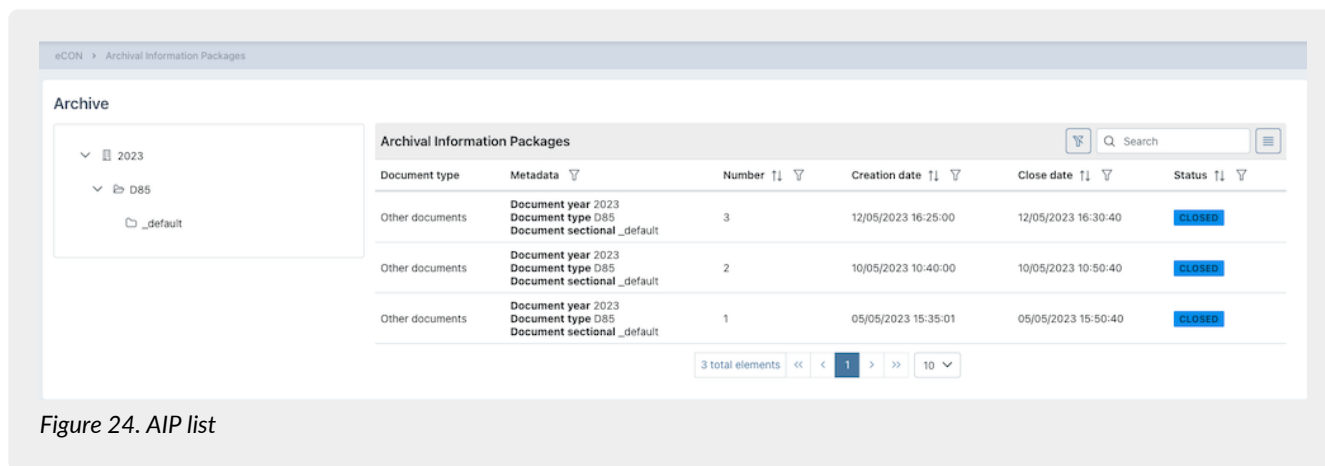 eCON > Archival Information Packages
Archive
2023
D85
_default
Archival Information Packages
Search
Document type Metadata Number Creation date Close date Status
Other documents Document year 2023 3 12/05/2023 16:25:00 12/05/2023 16:30:40 CLOSED
Document type D85
Document sectional _default
Other documents Document year 2023 2 10/05/2023 10:40:00 10/05/2023 10:50:40 CLOSED
Document type D85
Document sectional _default
Other documents Document year 2023 1 05/05/2023 15:35:01 05/05/2023 15:50:40 CLOSED
Document type D85
Document sectional _default
3 total elements << < 1 > >> 10
Figure 24. AIP list